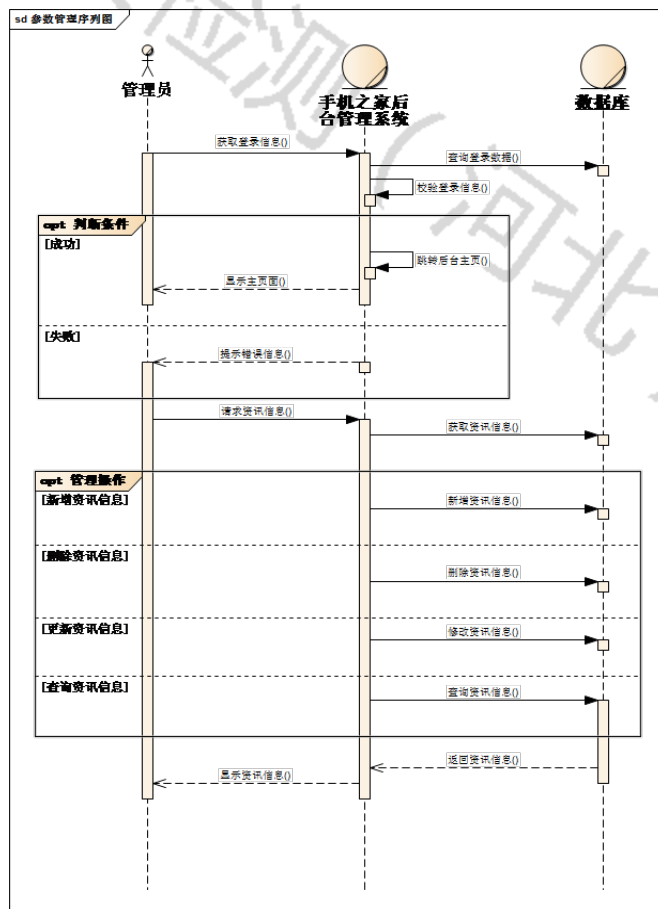 sd 参数管理序列图
检测（河北）
管理员
手机之家后
台管理系统
数据库
获取登录信息()
查询登录数据()
校验登录信息()
opt 判断条件
[成功]
跳转后台主页()
显示主页面()
[失败]
提示错误信息()
请求资讯信息()
获取资讯信息()
opt 管理操作
[新增资讯信息]
新增资讯信息()
[删除资讯信息]
删除资讯信息()
[更新资讯信息]
修改资讯信息()
[查询资讯信息]
查询资讯信息()
返回资讯信息()
显示资讯信息()